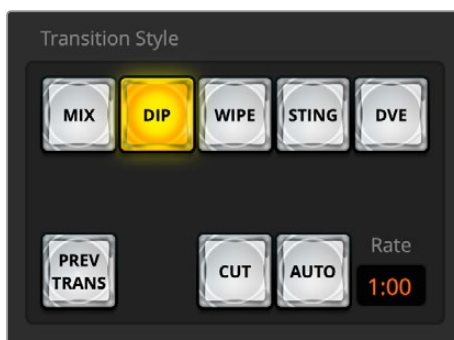 Transition Style
MIX DIP WIPE STING DVE
Rate
PREV
TRANS
CUT AUTO 1:00